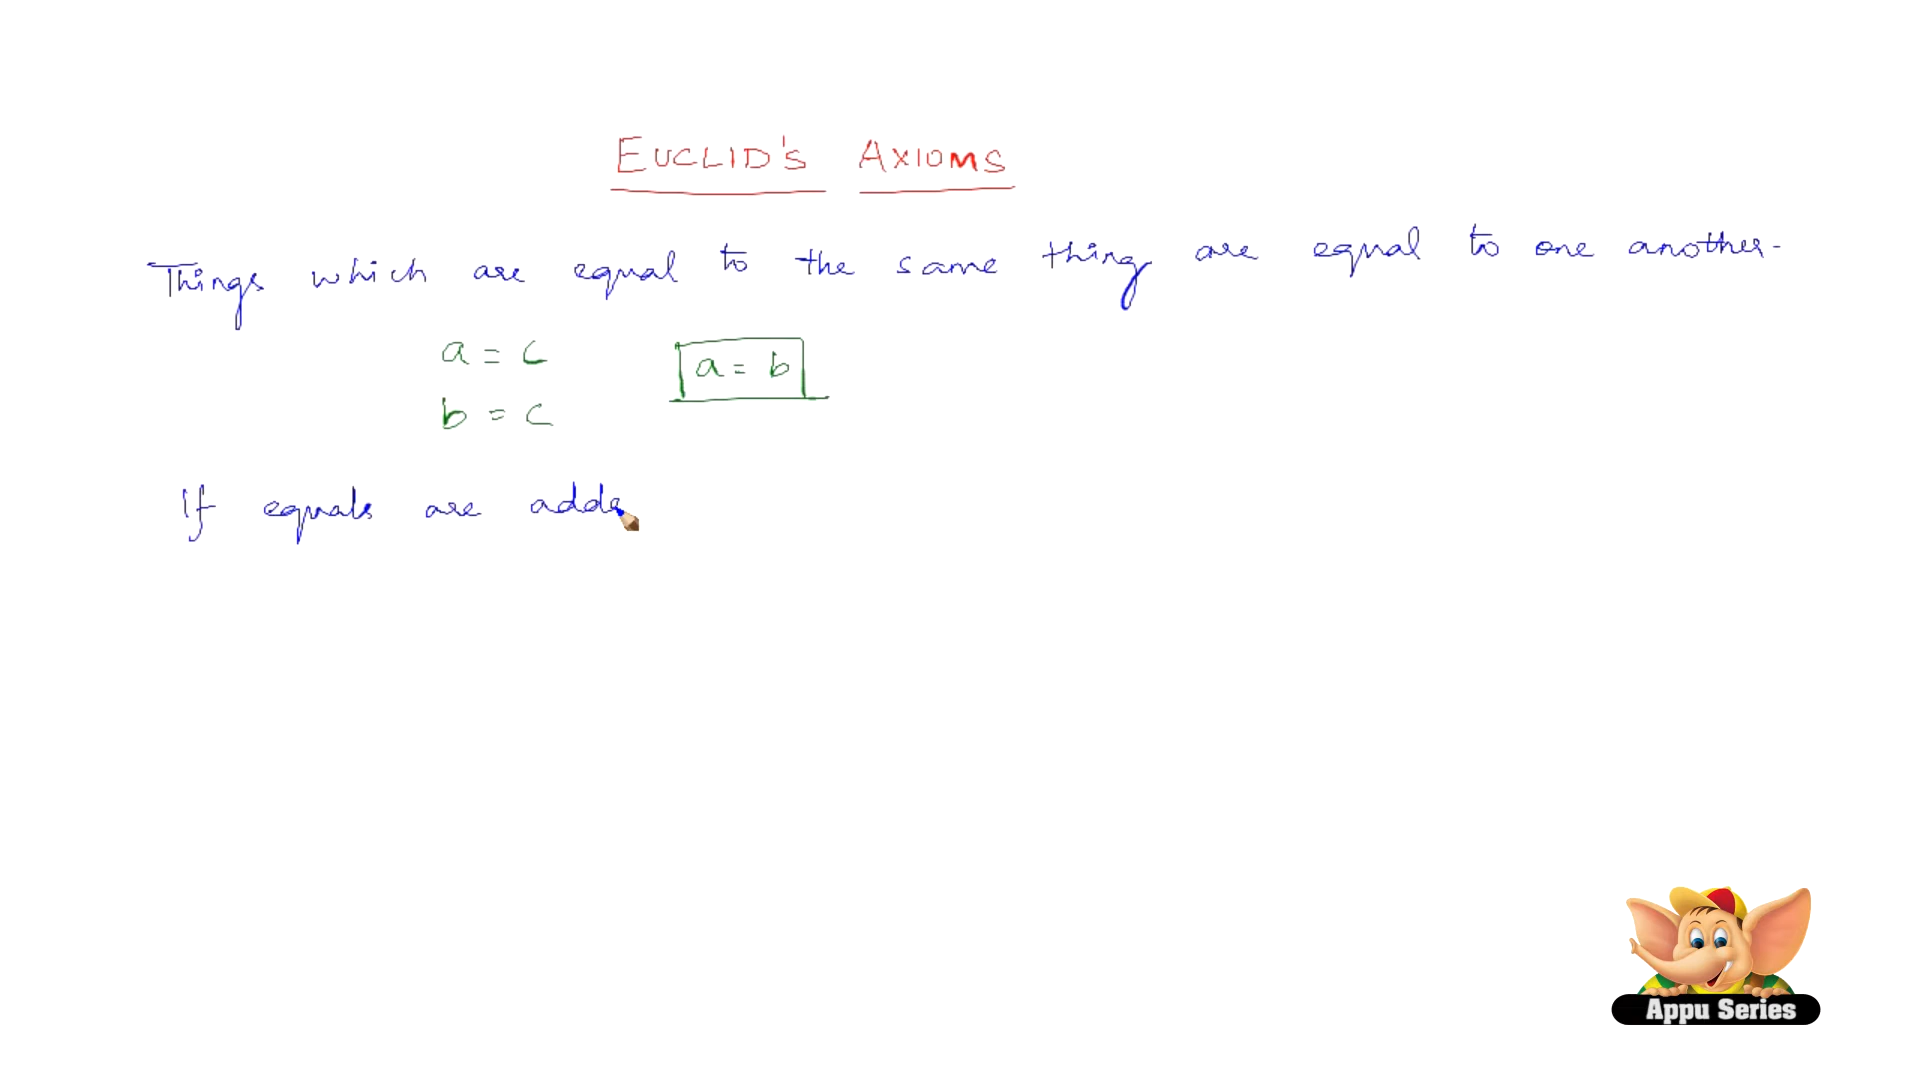 EUCLID'S AXIOMS
Things which are equal to the same thing are equal to one another.
a = c
a = b
b = c
If equals are adde
Appu Series